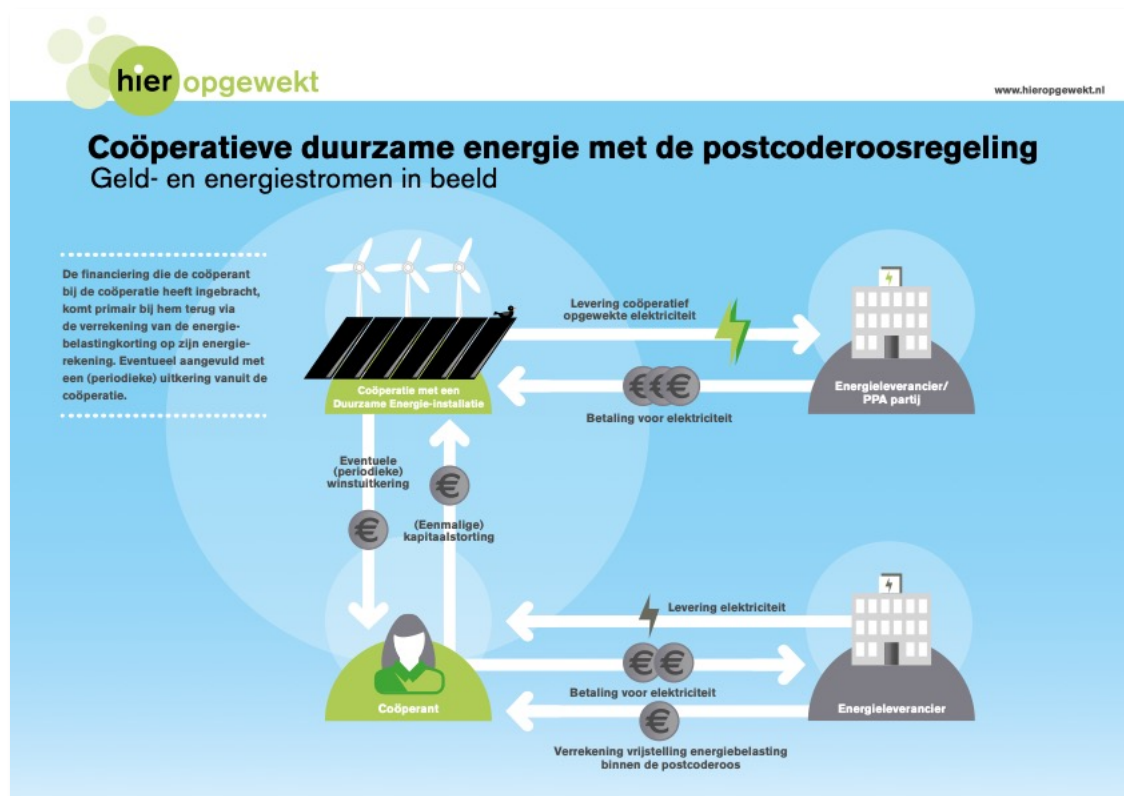 hier opgewekt
www.hieropgewekt.nl
Coöperatieve duurzame energie met de postcoderoosregeling
Geld- en energiestromen in beeld
De financiering die de coöperant
bij de coöperatie heeft ingebracht,
komt primair bij hem terug via
de verrekening van de energie-
belastingkorting op zijn energie-
rekening. Eventueel aangevuld met
een (periodieke) uitkering vanuit de
coöperatie.
Levering coöperatief
opgewekte elektriciteit
Coöperatie met een
Duurzame Energie-installatie
€€€
Betaling voor elektriciteit
Energieleverancier/
PPA partij
Eventuele
(periodieke)
winstuitkering
€
€
(Eenmalige)
kapitaalstorting
Levering elektriciteit
€€
Betaling voor elektriciteit
Coöperant
€
Energieleverancier
Verrekening vrijstelling energiebelasting
binnen de postcoderoos